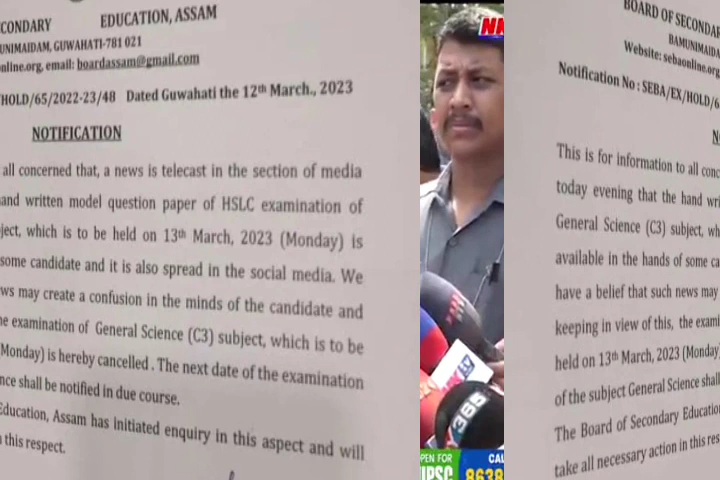 CONDARY EDUCATION, ASSAM
UNIMAIDAM, GUWAHATI-781 021
online.org, email: boardassam@gmail.com
HOLD/65/2022-23/48 Dated Guwahati the 12th March., 2023
NOTIFICATION
all concerned that, a news is telecast in the section of media
hand written model question paper of HSLC examination of
ject, which is to be held on 13th March, 2023 (Monday) is
some candidate and it is also spread in the social media. We
ws may create a confusion in the minds of the candidate and
e examination of General Science (C3) subject, which is to be
(Monday) is hereby cancelled . The next date of the examination
nce shall be notified in due course.
Education, Assam has initiated enquiry in this aspect and will
n this respect.
NK
NK TV
365
PEN FOR
UPSC
CAL
8638
BOARD OF SECONDAR
BAMUNIMAIDA
Website: sebaonline.org
Notification No : SEBA/EX/HOLD/6
N
This is for information to all conc
today evening that the hand wri
General Science (C3) subject, wh
available in the hands of some ca
have a belief that such news may
keeping in view of this, the exami
held on 13th March, 2023 (Monday)
of the subject General Science shall
The Board of Secondary Education
take all necessary action in this res